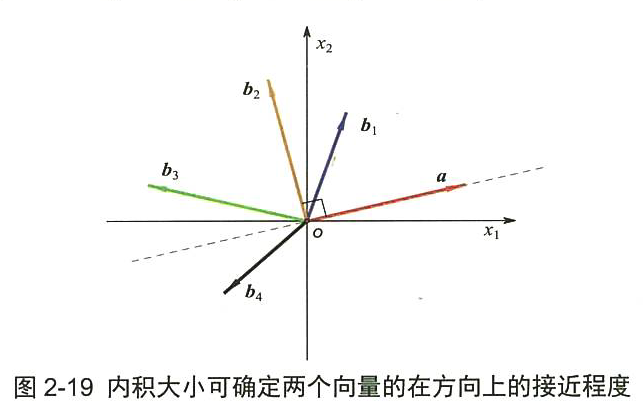 x₂
b₂
b₁
b₃
a
x₁
o
b₄
图 2-19 内积大小可确定两个向量的在方向上的接近程度